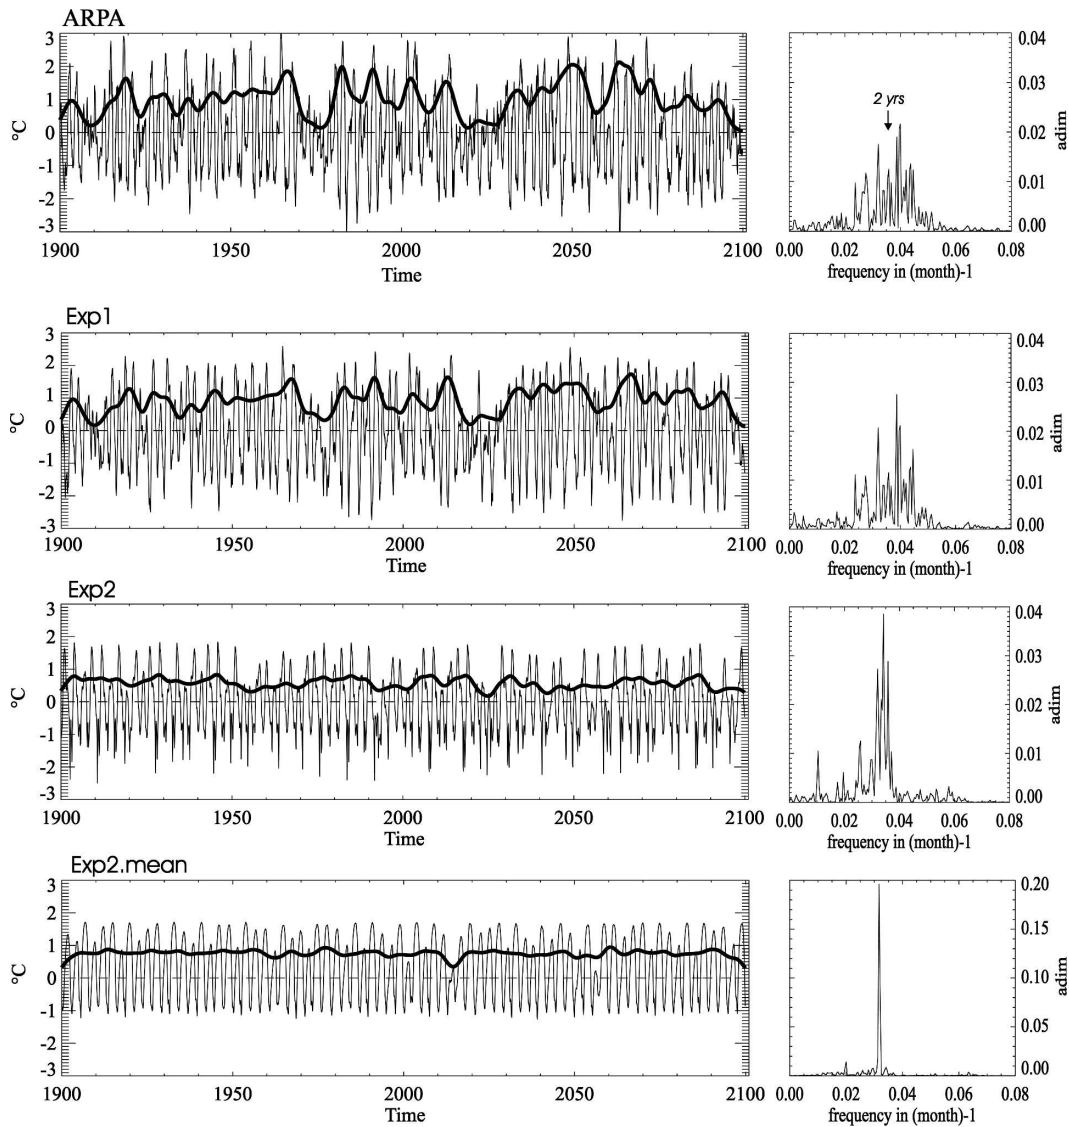 ARPA
3
2
1
0
-1
-2
-3
°C
1900 1950 2000 2050 2100
Time
2 yrs
0.04
0.03
0.02
0.01
0.00
adim
0.00 0.02 0.04 0.06 0.08
frequency in (month)-1
Exp1
3
2
1
0
-1
-2
-3
°C
1900 1950 2000 2050 2100
Time
0.04
0.03
0.02
0.01
0.00
adim
0.00 0.02 0.04 0.06 0.08
frequency in (month)-1
Exp2
3
2
1
0
-1
-2
-3
°C
1900 1950 2000 2050 2100
Time
0.04
0.03
0.02
0.01
0.00
adim
0.00 0.02 0.04 0.06 0.08
frequency in (month)-1
Exp2.mean
3
2
1
0
-1
-2
-3
°C
1900 1950 2000 2050 2100
Time
0.20
0.15
0.10
0.05
0.00
adim
0.00 0.02 0.04 0.06 0.08
frequency in (month)-1